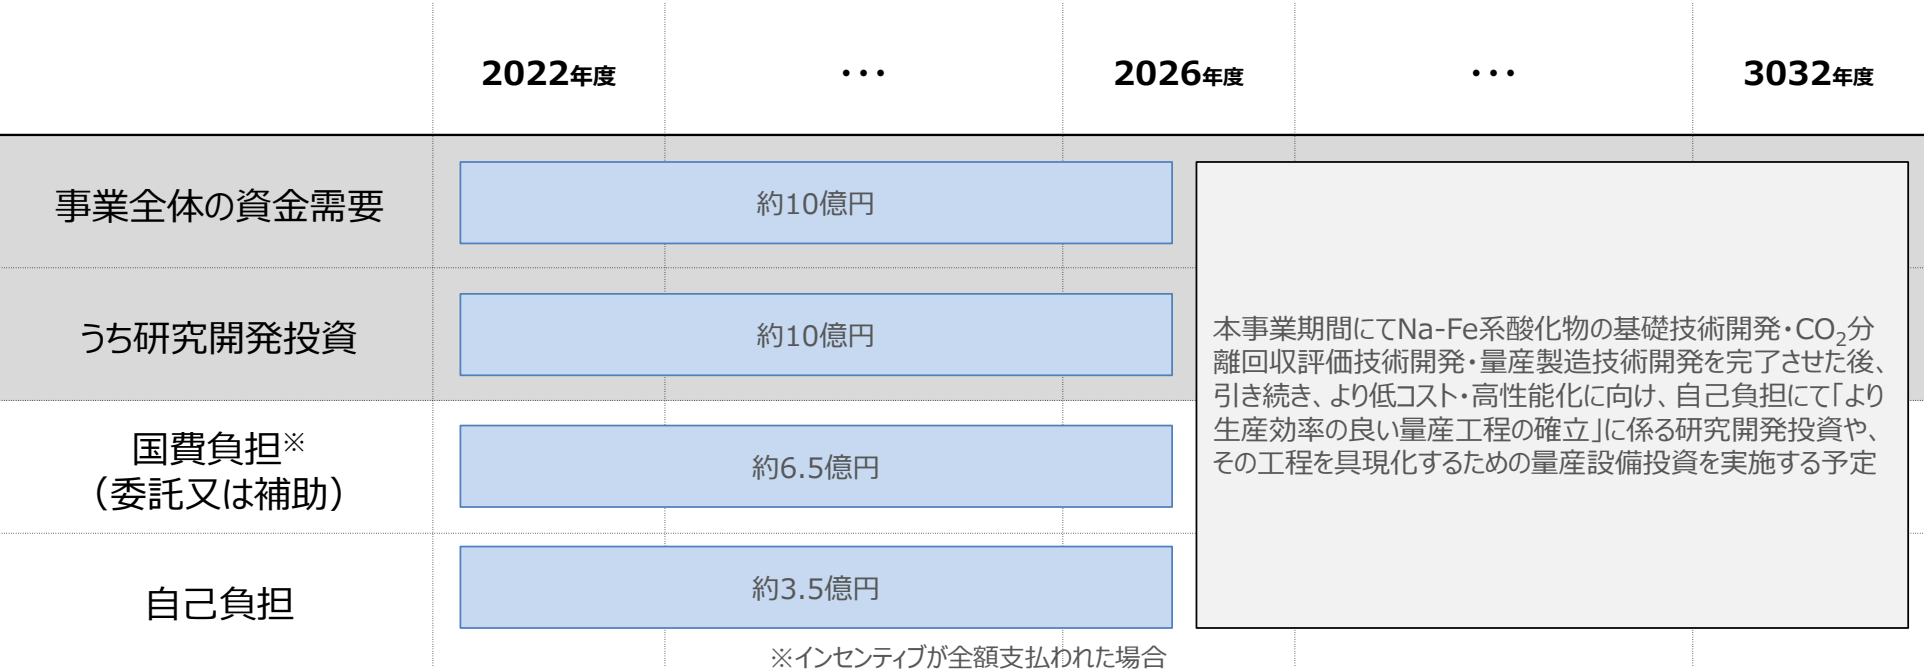 2022年度 ・・・ 2026年度 ・・・ 3032年度
事業全体の資金需要
約10億円
うち研究開発投資
約10億円
国費負担※
（委託又は補助）
約6.5億円
自己負担
約3.5億円
本事業期間にてNa-Fe系酸化物の基礎技術開発・CO₂分
離回収評価技術開発・量産製造技術開発を完了させた後、
引き続き、より低コスト・高性能化に向け、自己負担にて「より
生産効率の良い量産工程の確立」に係る研究開発投資や、
その工程を具現化するための量産設備投資を実施する予定
※インセンティブが全額支払われた場合